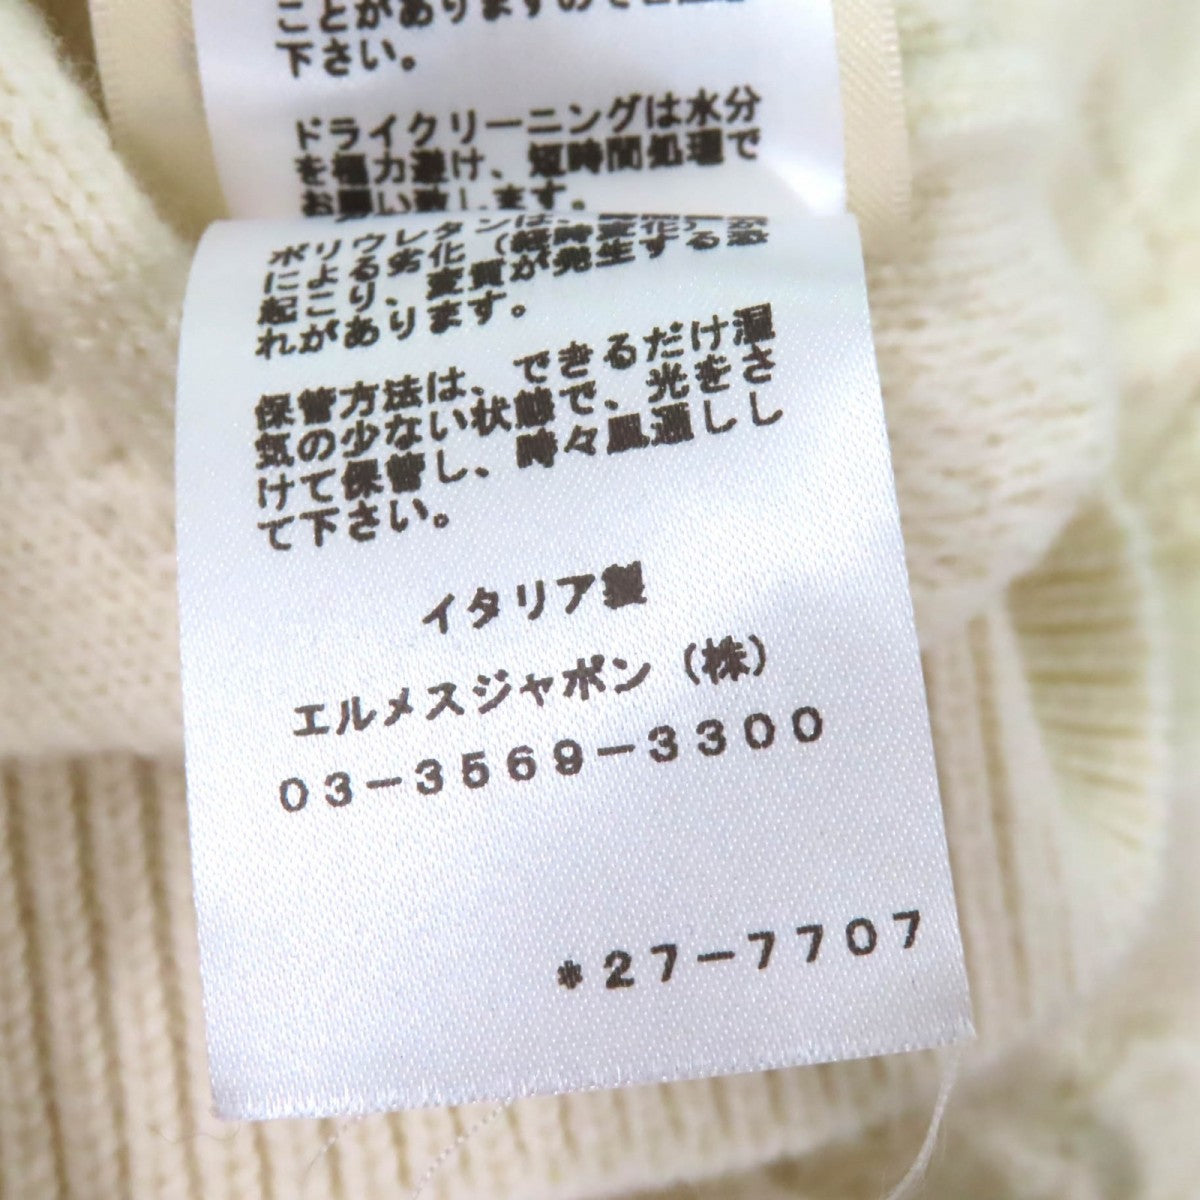 ことがありますのでご注意
下さい。
ドライクリーニングは水分
を極力避け、短時間処理で
お願い致します。
ポリウレタンは、
による劣化（経時変化）が
起こり、変質が発生する恐
れがあります。
保管方法は、できるだけ湿
気の少ない状態で、光をさ
けて保管し、時々風通しし
て下さい。
イタリア製
エルメスジャポン（株）
03-3569-3300
*27-7707